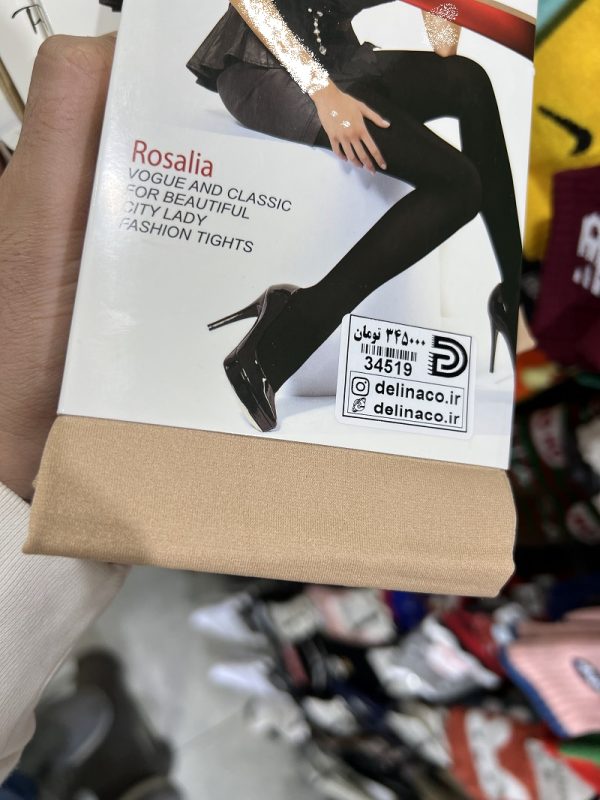 Rosalia
VOGUE AND CLASSIC
FOR BEAUTIFUL
CITY LADY
FASHION TIGHTS
۳۴۵۰۰۰ تومان
34519
delinaco.ir
delinaco.ir